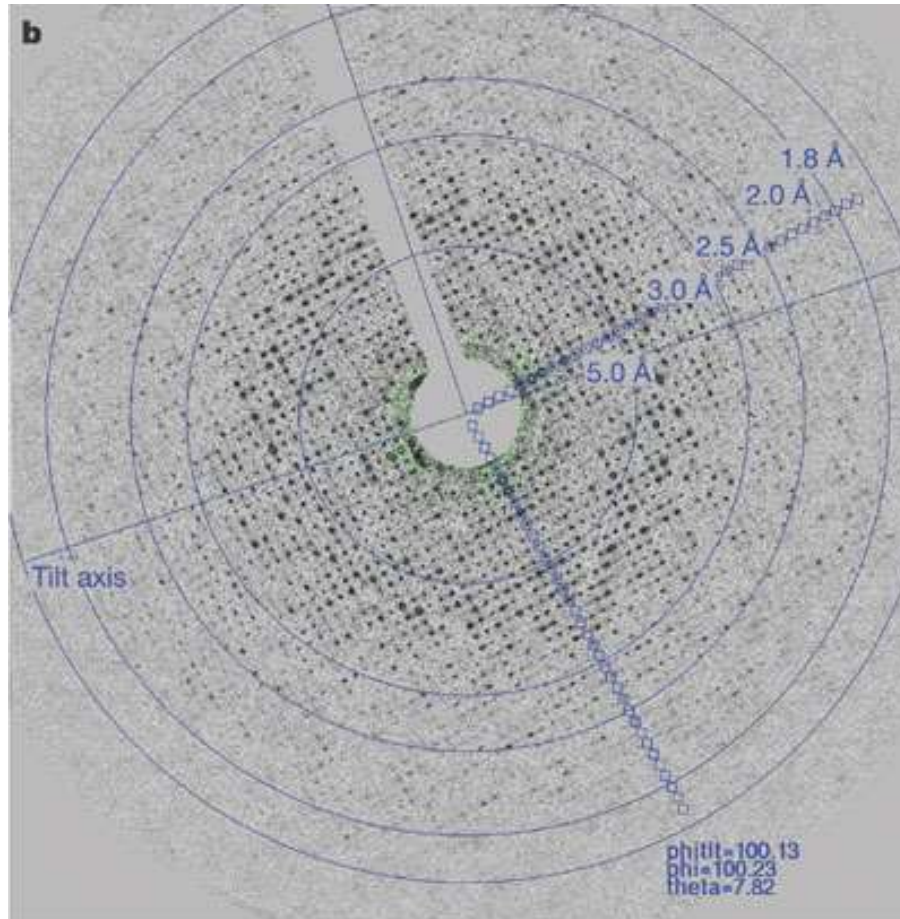 b
1.8 Å
2.0 Å
2.5 Å
3.0 Å
5.0 Å
Tilt axis
phitlt=100.13
phi=100.23
theta=7.82